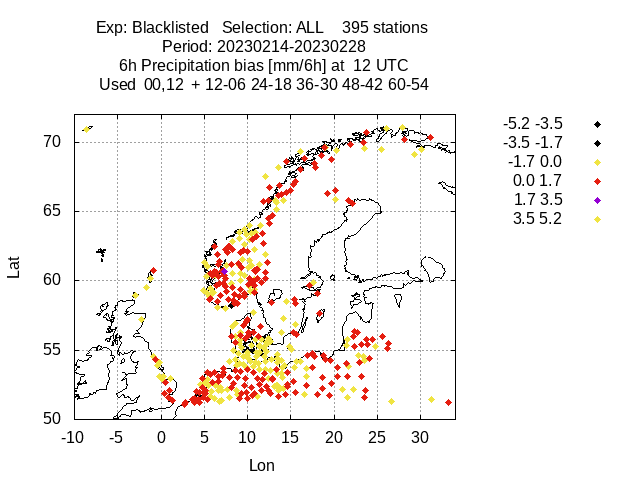 Exp: Blacklisted Selection: ALL 395 stations
Period: 20230214-20230228
6h Precipitation bias [mm/6h] at 12 UTC
Used 00,12 + 12-06 24-18 36-30 48-42 60-54
-5.2 -3.5
-3.5 -1.7
-1.7 0.0
0.0 1.7
1.7 3.5
3.5 5.2
70
65
60
55
50
Lat
-10 -5 0 5 10 15 20 25 30
Lon